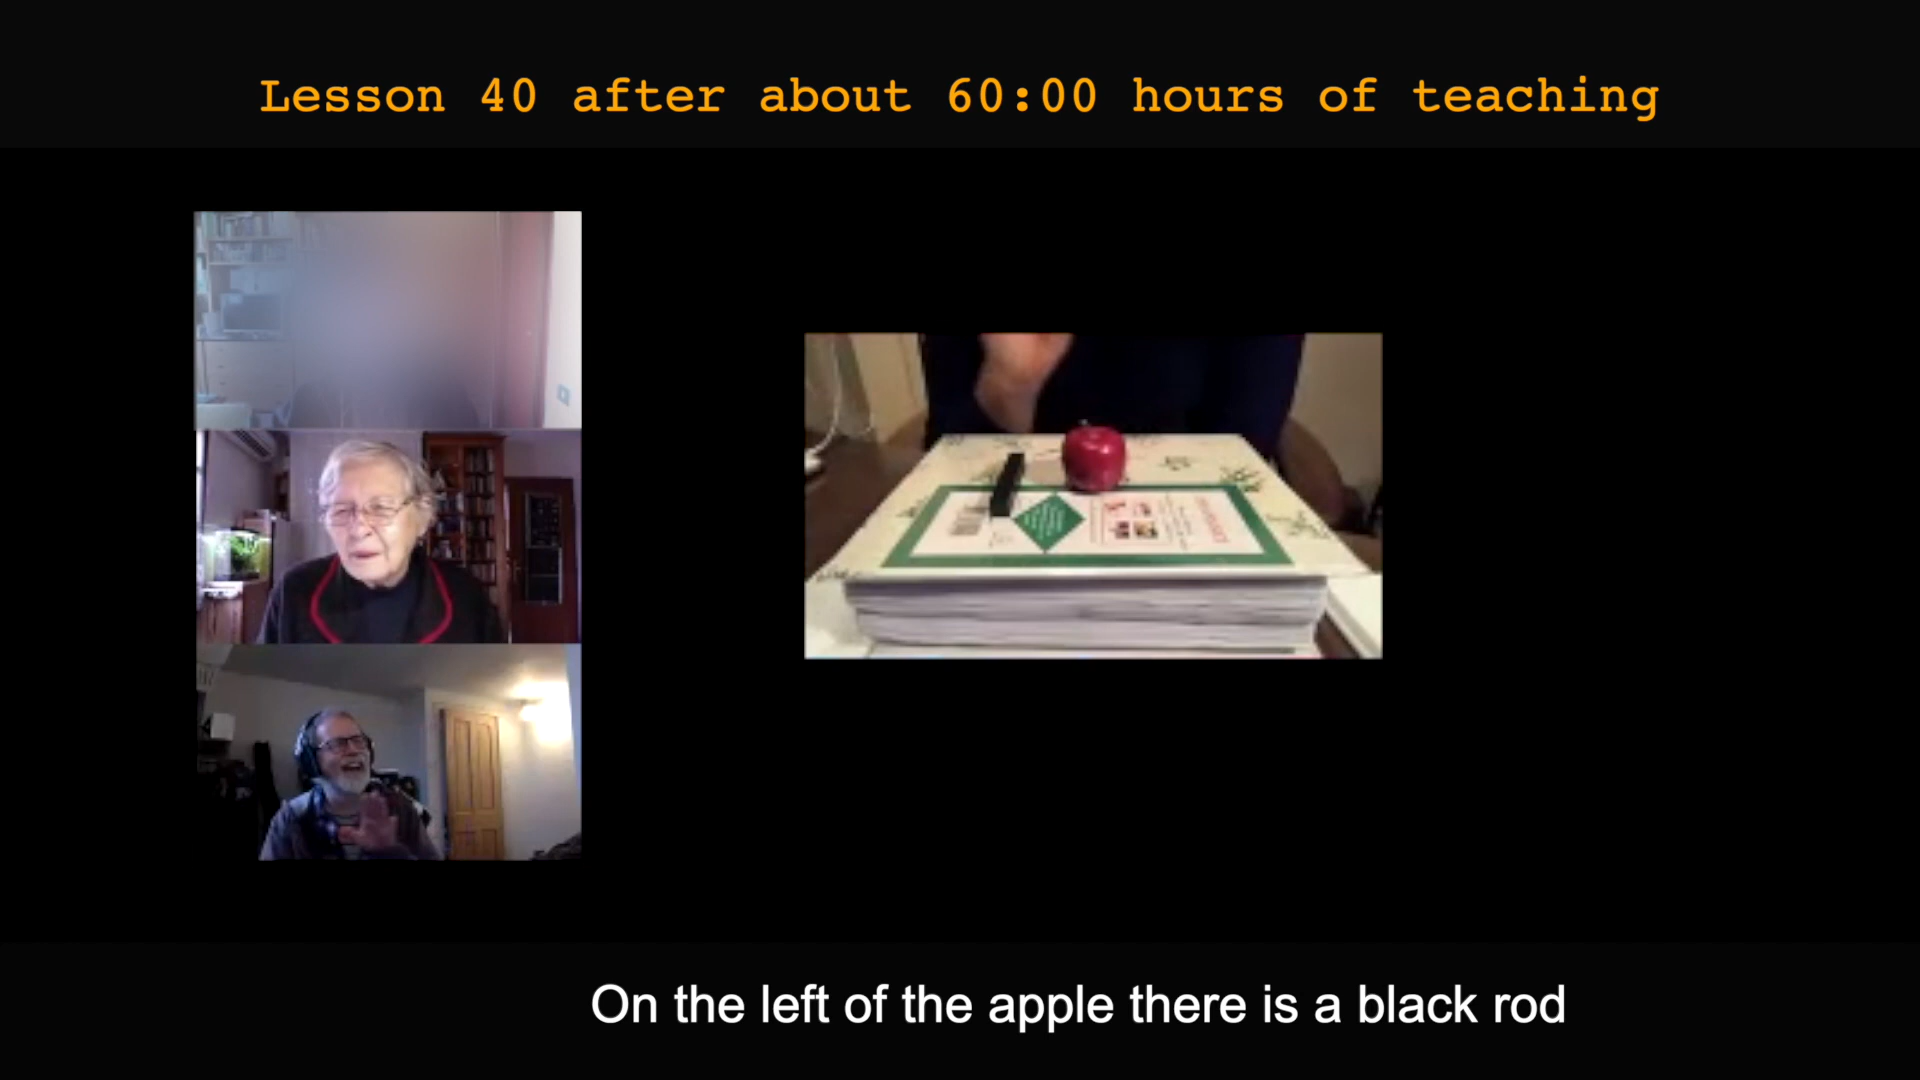 Lesson 40 after about 60:00 hours of teaching
On the left of the apple there is a black rod